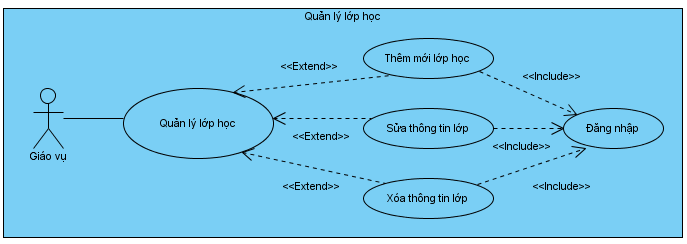 Quản lý lớp học
<<Extend>>
Thêm mới lớp học
<<Include>>
Giáo vụ
Quản lý lớp học
<<Extend>>
Sửa thông tin lớp
<<Include>>
Đăng nhập
<<Extend>>
Xóa thông tin lớp
<<Include>>